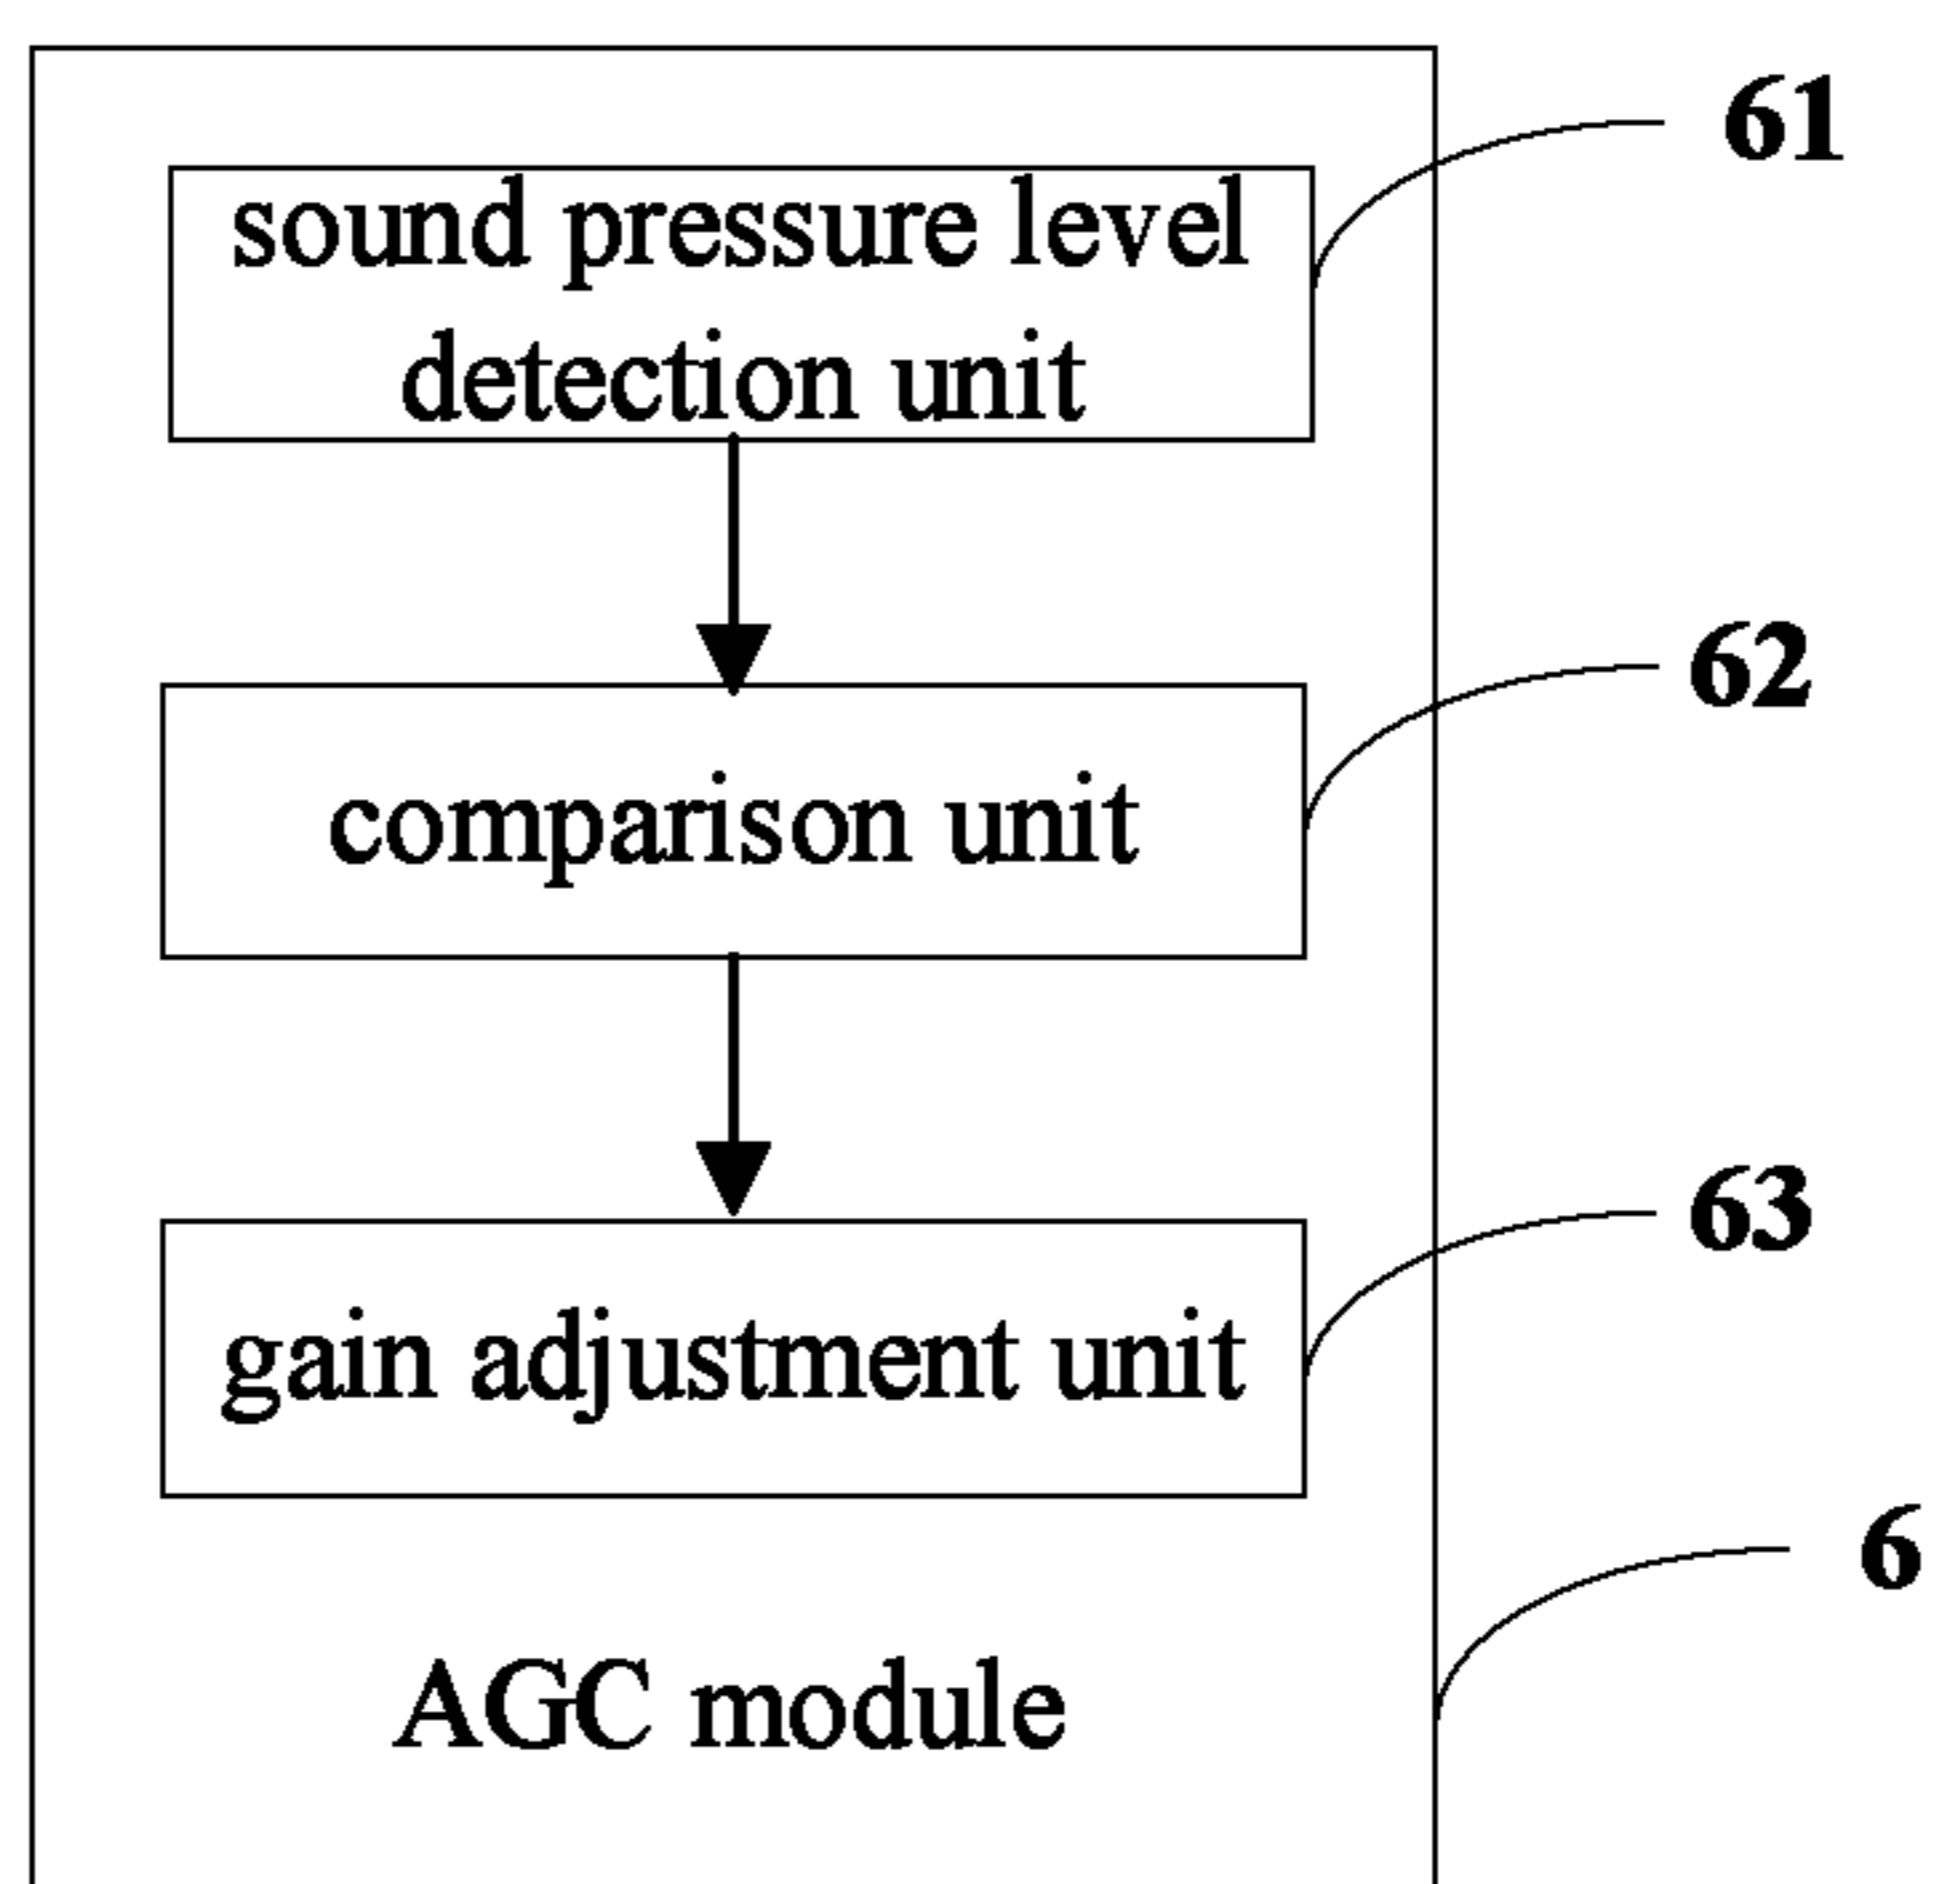 61
sound pressure level
detection unit
62
comparison unit
63
gain adjustment unit
6
AGC module